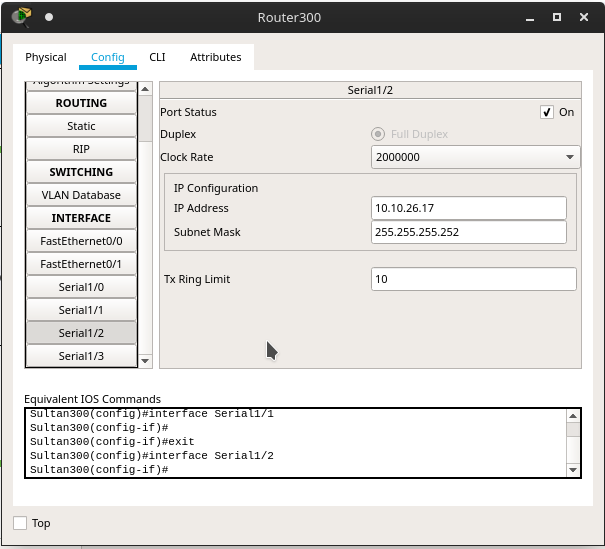 Router300
Physical Config CLI Attributes
Algorithm Settings
ROUTING
Static
RIP
SWITCHING
VLAN Database
INTERFACE
FastEthernet0/0
FastEthernet0/1
Serial1/0
Serial1/1
Serial1/2
Serial1/3
Serial1/2
Port Status On
Duplex Full Duplex
Clock Rate 2000000
IP Configuration
IP Address 10.10.26.17
Subnet Mask 255.255.255.252
Tx Ring Limit 10
Equivalent IOS Commands
Sultan300(config)#interface Serial1/1
Sultan300(config-if)#
Sultan300(config-if)#exit
Sultan300(config)#interface Serial1/2
Sultan300(config-if)#
Top